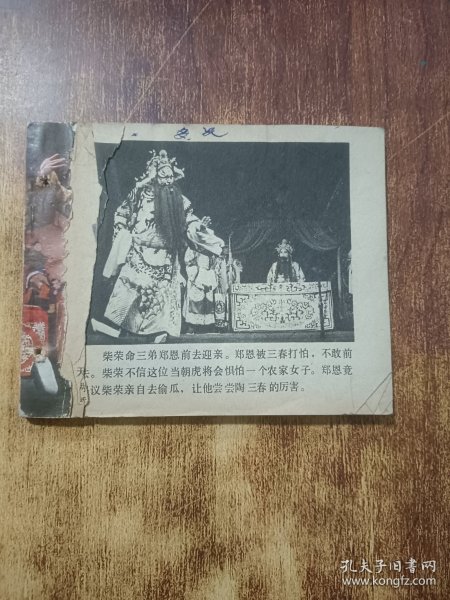 柴荣命三弟郑恩前去迎亲。郑恩被三春打怕，不敢前
去。柴荣不信这位当朝虎将会惧怕一个农家女子。郑恩竟
议柴荣亲自去偷瓜，让他尝尝陶三春的厉害。
孔夫子旧书网
www.kongfz.com